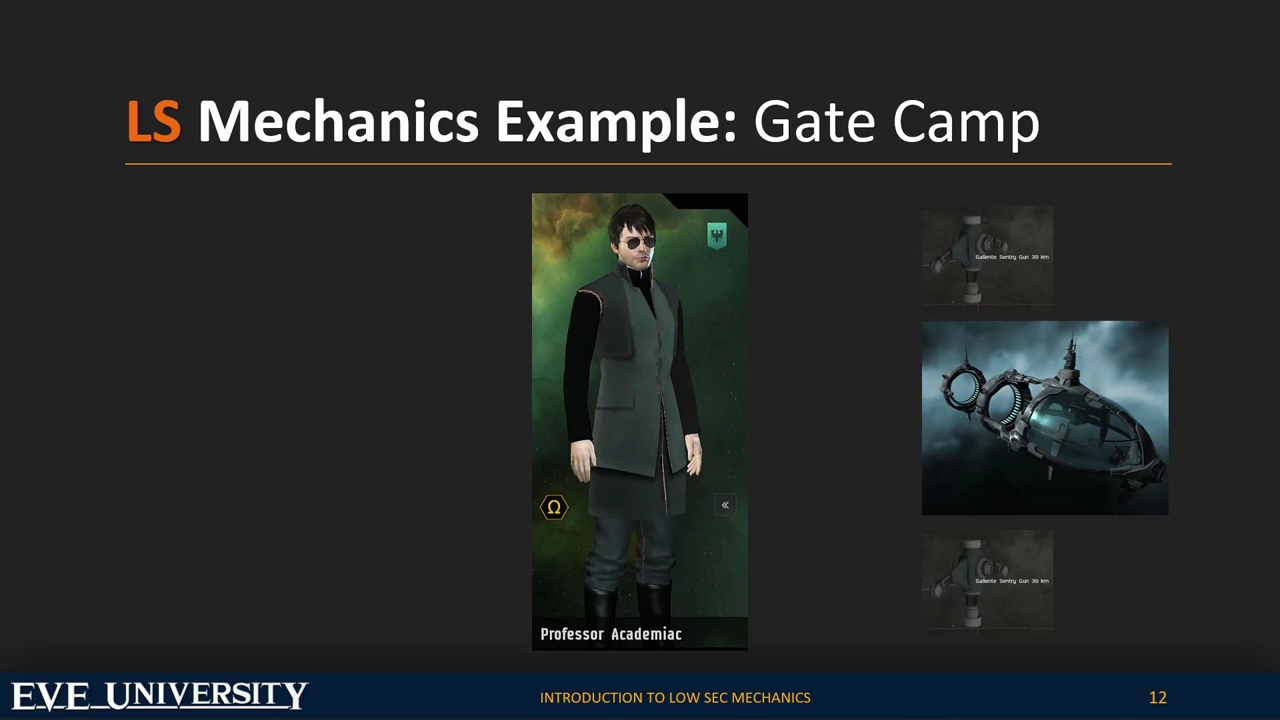 LS Mechanics Example: Gate Camp
Gallente Sentry Gun 39 km
Ω
«
Professor Academiac
Gallente Sentry Gun 39 km
EVE UNIVERSITY
INTRODUCTION TO LOW SEC MECHANICS
12